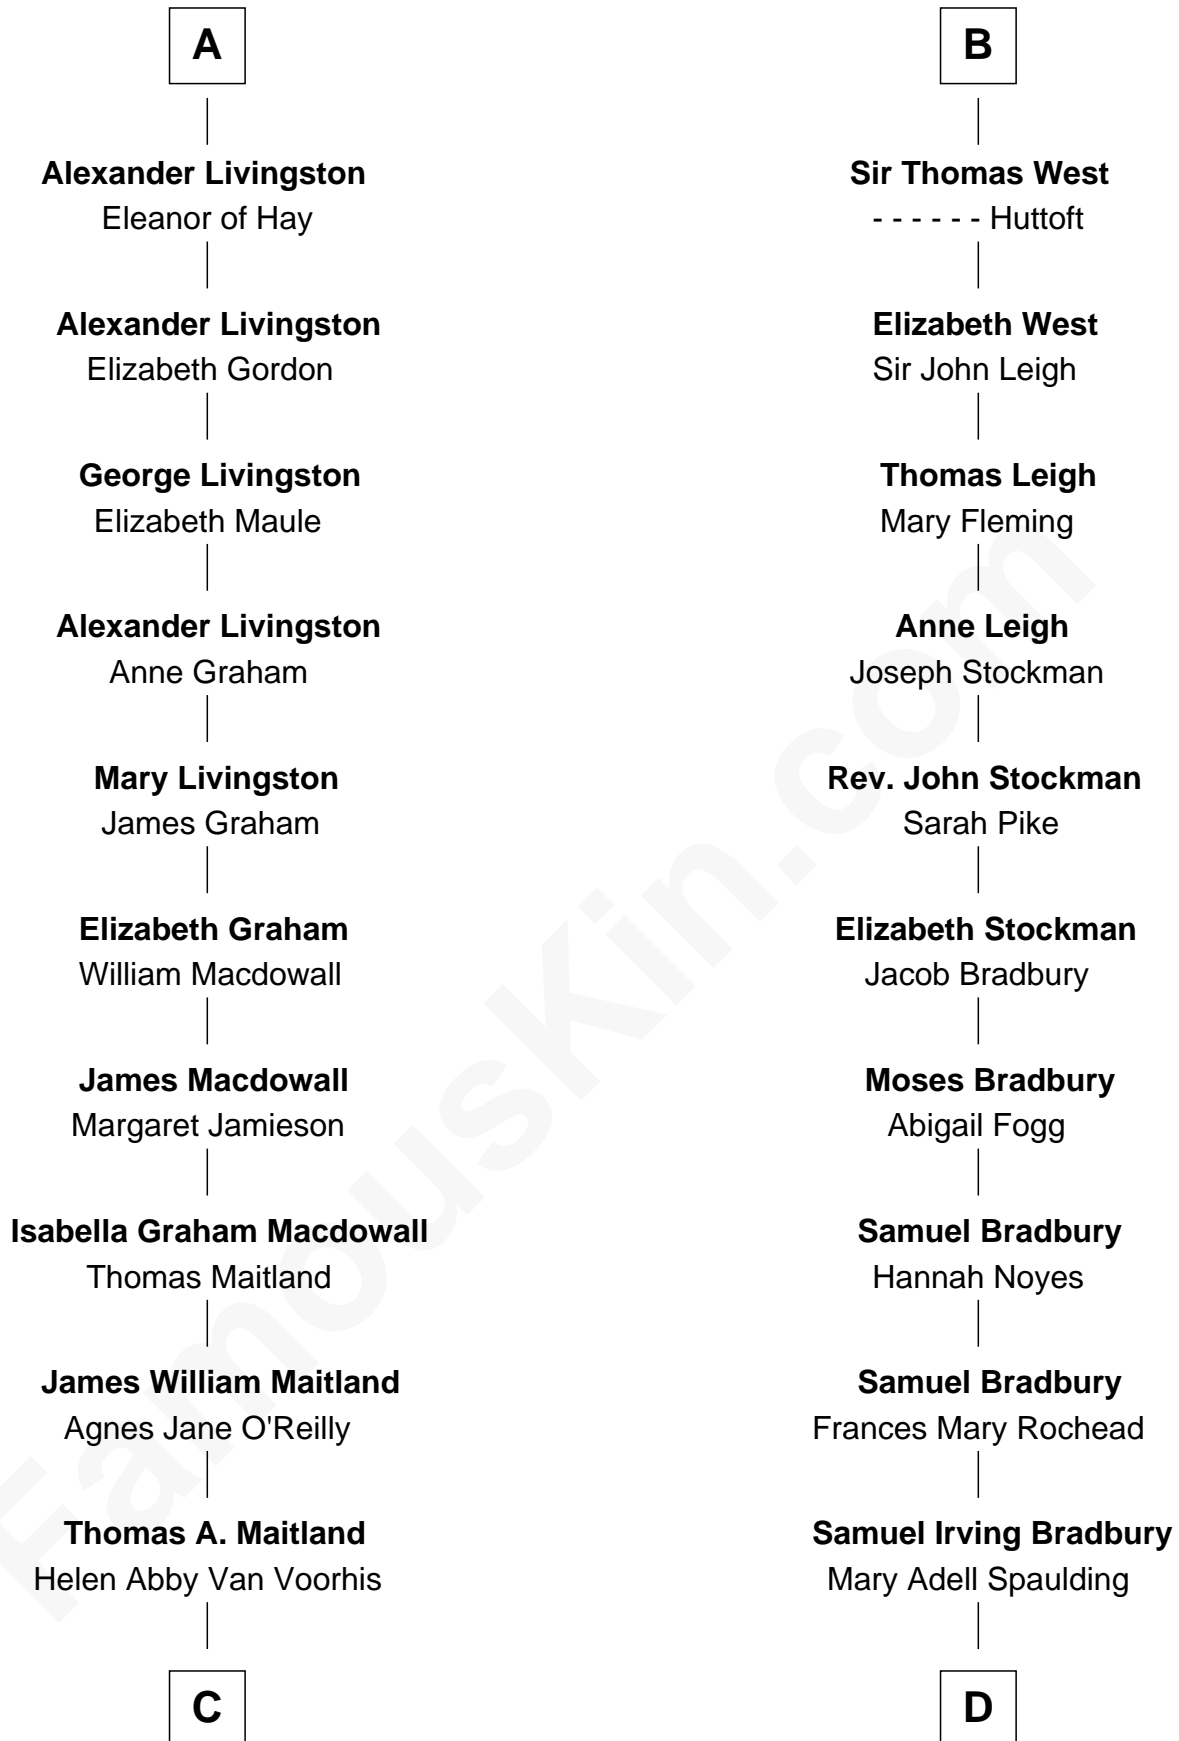 A
Alexander Livingston
Eleanor of Hay
Alexander Livingston
Elizabeth Gordon
George Livingston
Elizabeth Maule
Alexander Livingston
Anne Graham
Mary Livingston
James Graham
Elizabeth Graham
William Macdowall
James Macdowall
Margaret Jamieson
Isabella Graham Macdowall
Thomas Maitland
James William Maitland
Agnes Jane O'Reilly
Thomas A. Maitland
Helen Abby Van Voorhis
C
B
Sir Thomas West
- - - - - - Huttoft
Elizabeth West
Sir John Leigh
Thomas Leigh
Mary Fleming
Anne Leigh
Joseph Stockman
Rev. John Stockman
Sarah Pike
Elizabeth Stockman
Jacob Bradbury
Moses Bradbury
Abigail Fogg
Samuel Bradbury
Hannah Noyes
Samuel Bradbury
Frances Mary Rochead
Samuel Irving Bradbury
Mary Adell Spaulding
D
FamousKin.com